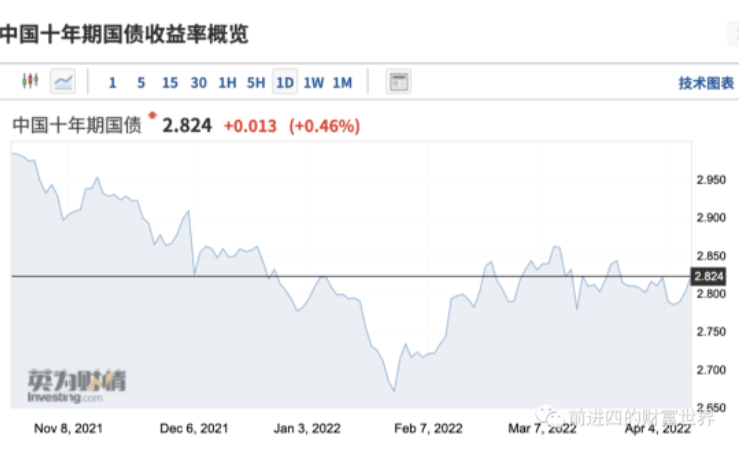 中国十年期国债收益率概览
1 5 15 30 1H 5H 1D 1W 1M 技术图表
中国十年期国债 2.824 +0.013 (+0.46%)
2.950
2.900
2.850
2.824
2.800
2.750
2.700
2.650
英为财情
Investing.com
前进四的财富世界
Nov 8, 2021 Dec 6, 2021 Jan 3, 2022 Feb 7, 2022 Mar 7, 2022 Apr 4, 2022